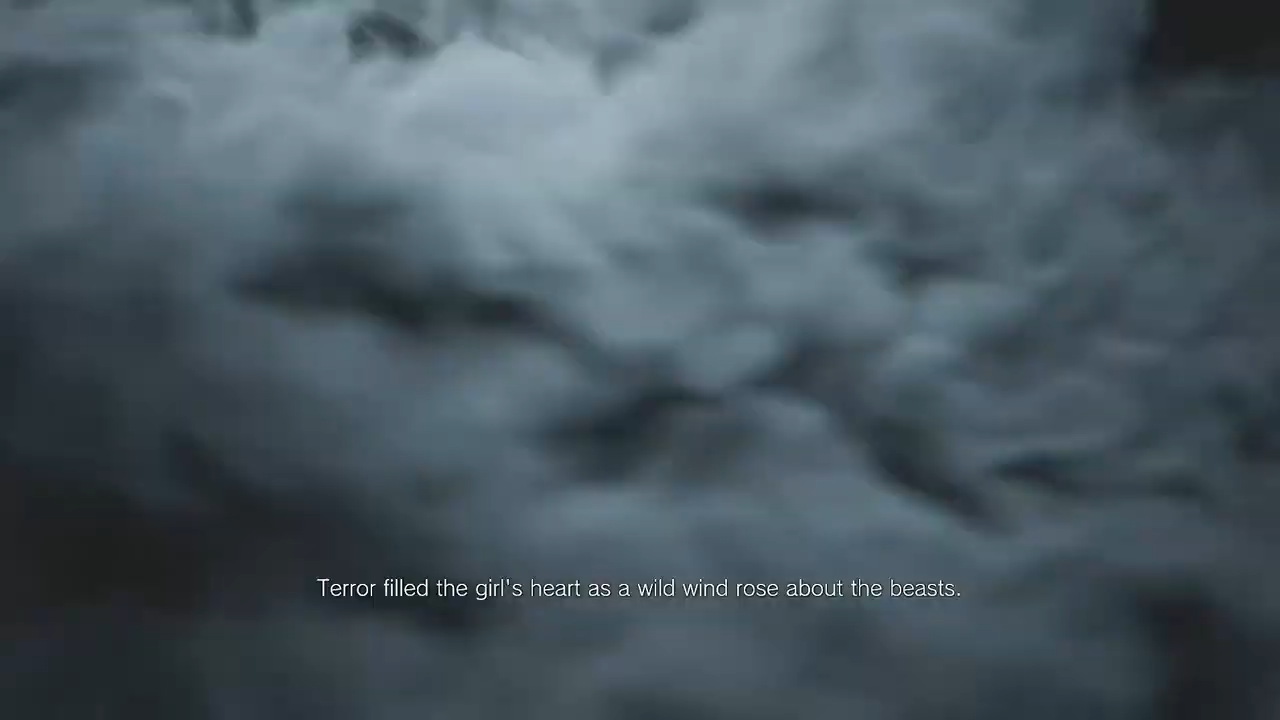 Terror filled the girl's heart as a wild wind rose about the beasts.